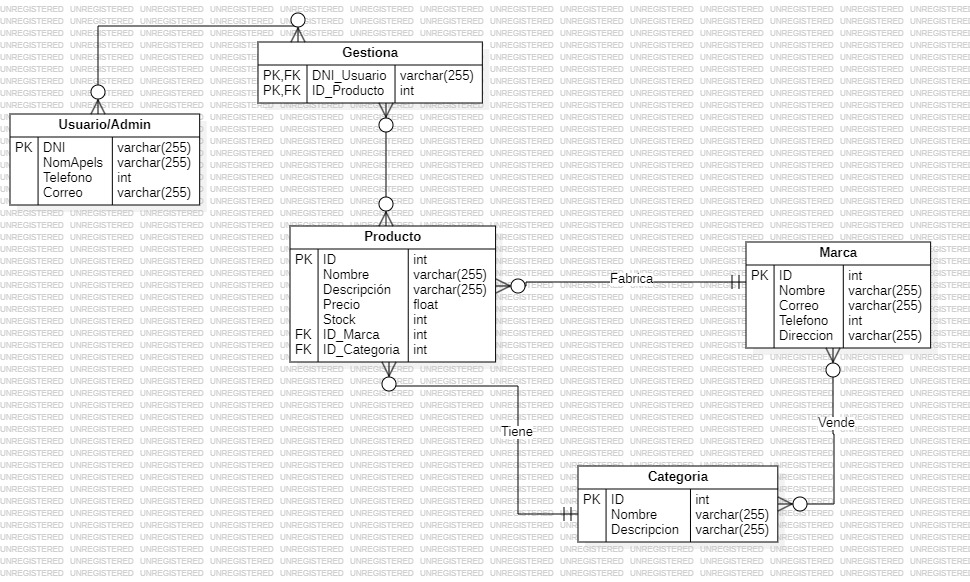 Gestiona
PK,FK DNI_Usuario varchar(255)
PK,FK ID_Producto int
Usuario/Admin
PK DNI varchar(255)
NomApels varchar(255)
Telefono int
Correo varchar(255)
Producto
PK ID int
Nombre varchar(255)
Descripción varchar(255)
Precio float
Stock int
FK ID_Marca int
FK ID_Categoria int
Fabrica
Marca
PK ID int
Nombre varchar(255)
Correo varchar(255)
Telefono int
Direccion varchar(255)
Tiene
Vende
Categoria
PK ID int
Nombre varchar(255)
Descripcion varchar(255)
UNREGISTERED